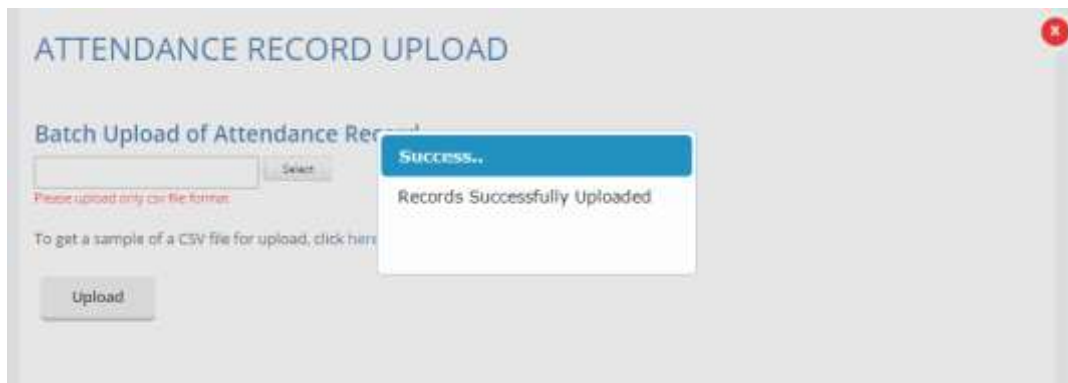 X
ATTENDANCE RECORD UPLOAD
Batch Upload of Attendance Record
Select
Please upload only csv file format
To get a sample of a CSV file for upload, click here
Upload
Success..
Records Successfully Uploaded